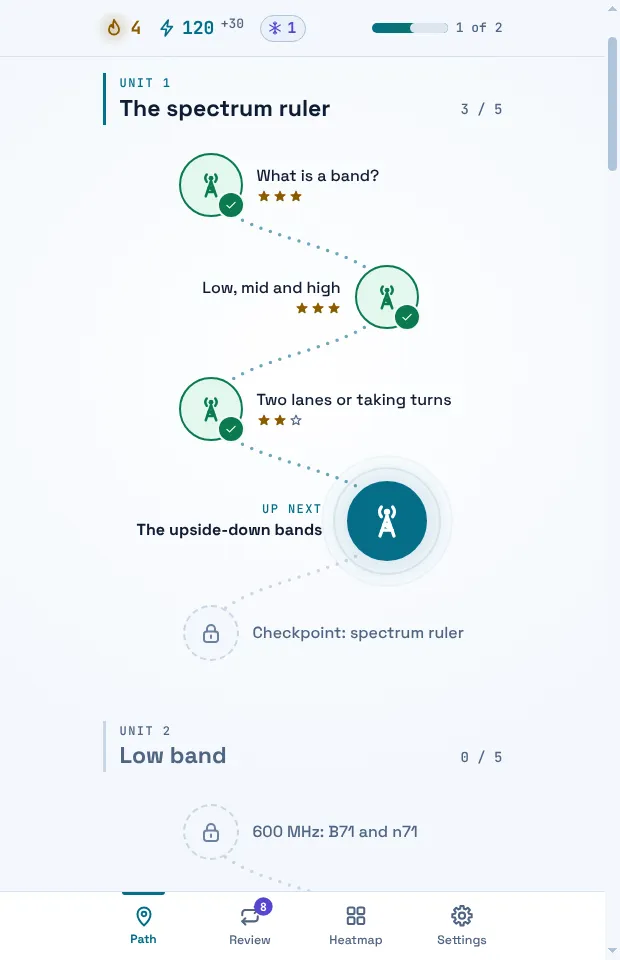 4 120 +30 1 1 of 2
UNIT 1
The spectrum ruler 3 / 5
What is a band?
Low, mid and high
Two lanes or taking turns
UP NEXT
The upside-down bands
Checkpoint: spectrum ruler
UNIT 2
Low band 0 / 5
600 MHz: B71 and n71
8
Path Review Heatmap Settings